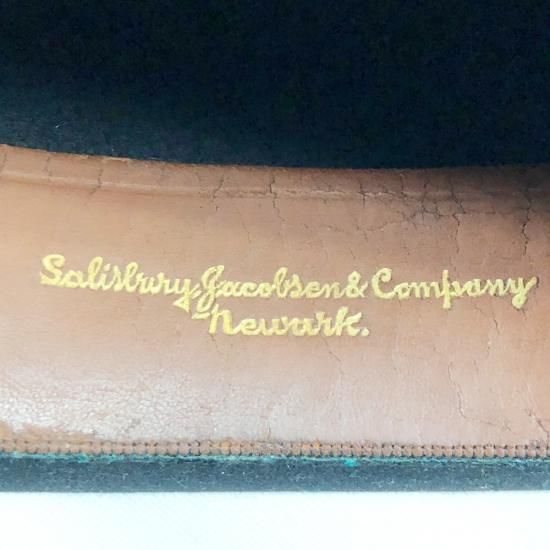 Salisbury, Jacobsen & Company
Newark.